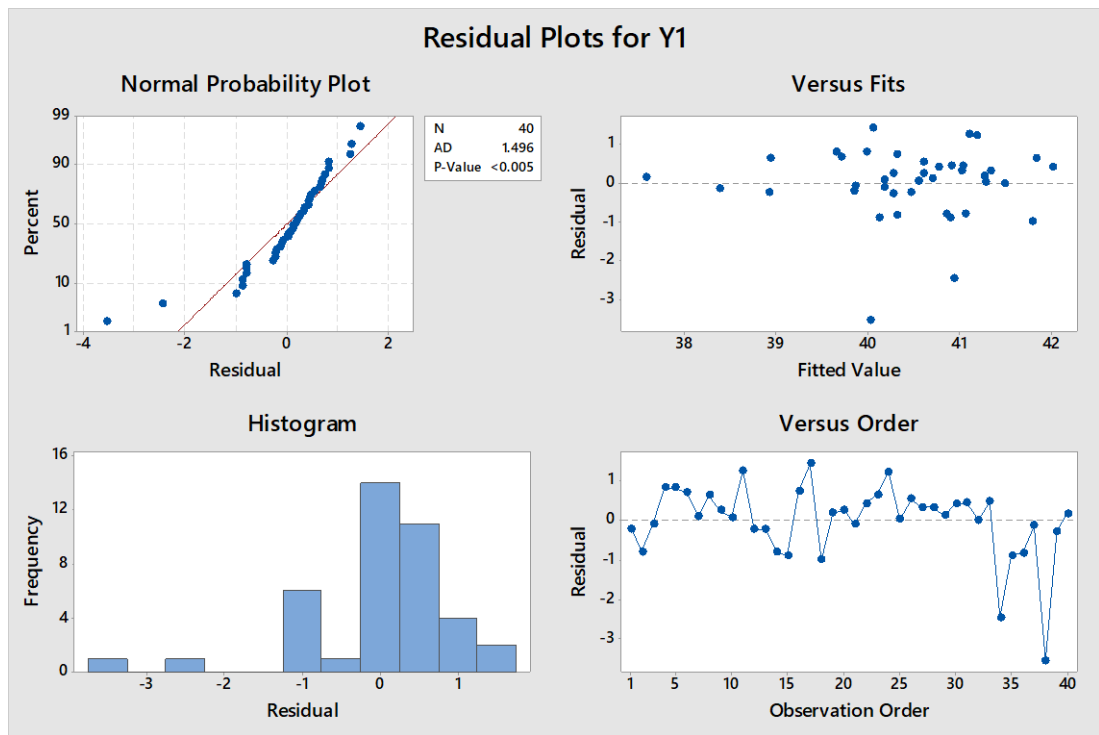 Residual Plots for Y1
Normal Probability Plot
Percent
99
90
50
10
1
-4
-2
0
2
Residual
N 40
AD 1.496
P-Value <0.005
Versus Fits
Residual
1
0
-1
-2
-3
38
39
40
41
42
Fitted Value
Histogram
Frequency
16
12
8
4
0
-3
-2
-1
0
1
Residual
Versus Order
Residual
1
0
-1
-2
-3
1
5
10
15
20
25
30
35
40
Observation Order